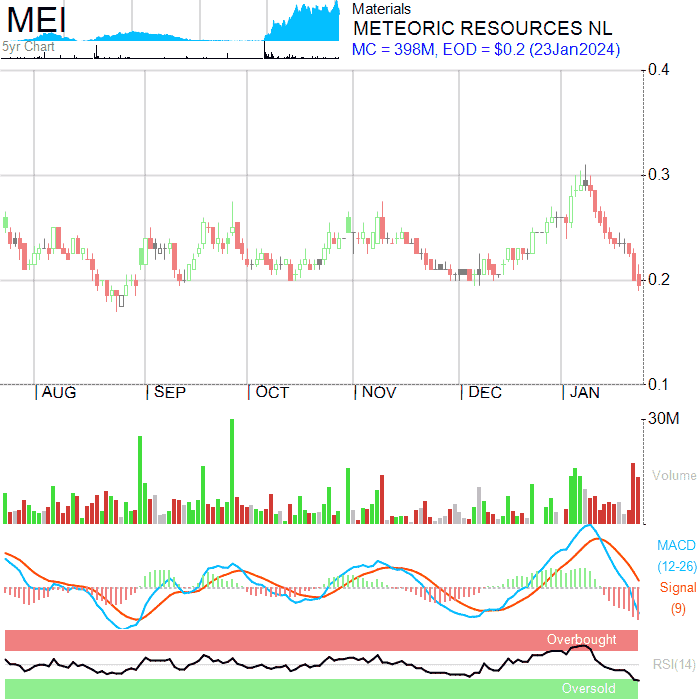 MEI
5yr Chart
Materials
METEORIC RESOURCES NL
MC = 398M, EOD = $0.2 (23Jan2024)
0.4
0.3
0.2
0.1
AUG SEP OCT NOV DEC JAN
30M
Volume
MACD
(12-26)
Signal
(9)
Overbought
RSI(14)
Oversold